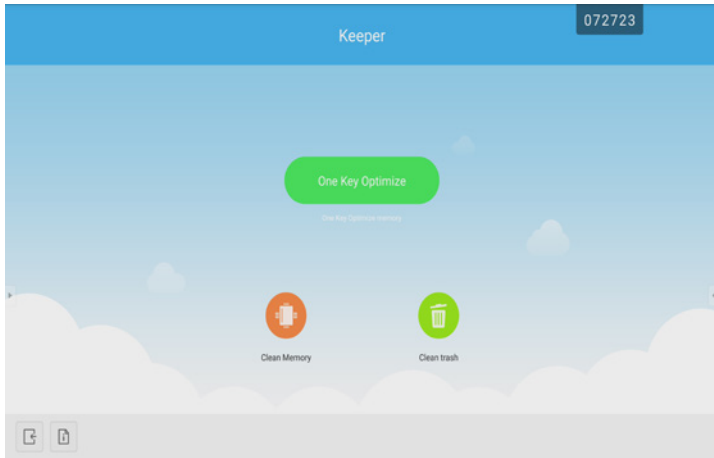 072723
Keeper
One Key Optimize
One Key Optimize memory
Clean Memory
Clean trash